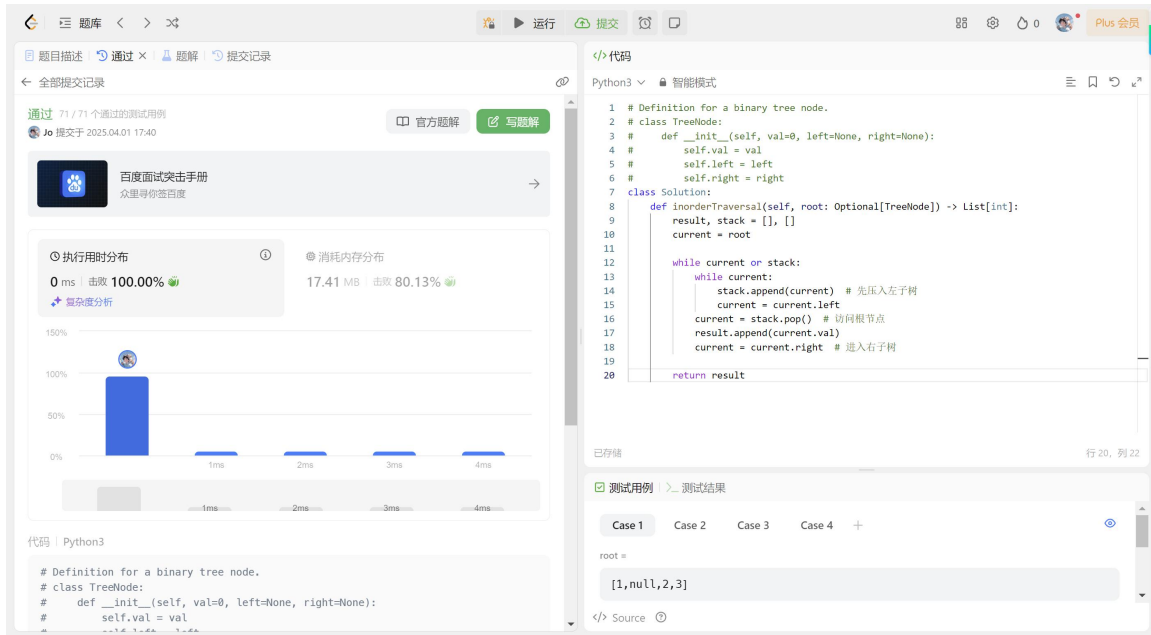 题库
运行
提交
0
Plus 会员
题目描述
通过
题解
提交记录
全部提交记录
通过 71 / 71 个通过的测试用例
Jo 提交于 2025.04.01 17:40
官方题解
写题解
百度面试突击手册
众里寻你签百度
执行用时分布
0 ms 击败 100.00%
复杂度分析
消耗内存分布
17.41 MB 击败 80.13%
150%
100%
50%
0%
1ms 2ms 3ms 4ms
1ms 2ms 3ms 4ms
代码 Python3
# Definition for a binary tree node.
# class TreeNode:
#     def __init__(self, val=0, left=None, right=None):
#         self.val = val
</> 代码
Python3 智能模式
1 # Definition for a binary tree node.
2 # class TreeNode:
3 #     def __init__(self, val=0, left=None, right=None):
4 #         self.val = val
5 #         self.left = left
6 #         self.right = right
7 class Solution:
8     def inorderTraversal(self, root: Optional[TreeNode]) -> List[int]:
9         result, stack = [], []
10         current = root
11
12         while current or stack:
13             while current:
14                 stack.append(current)  # 先压入左子树
15                 current = current.left
16             current = stack.pop()  # 访问根节点
17             result.append(current.val)
18             current = current.right  # 进入右子树
19
20         return result
已存储
行 20, 列 22
测试用例
>_ 测试结果
Case 1 Case 2 Case 3 Case 4 +
root =
[1,null,2,3]
</> Source ?